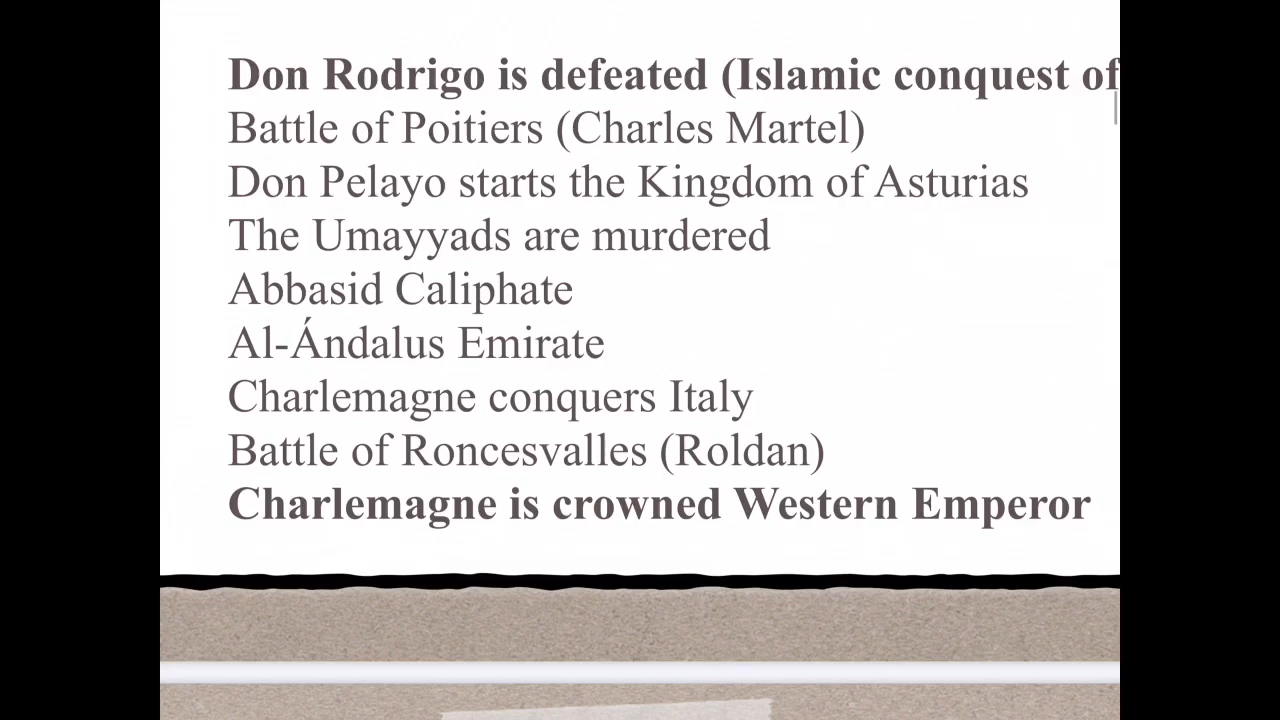 Don Rodrigo is defeated (Islamic conquest of
Battle of Poitiers (Charles Martel)
Don Pelayo starts the Kingdom of Asturias
The Umayyads are murdered
Abbasid Caliphate
Al-Ándalus Emirate
Charlemagne conquers Italy
Battle of Roncesvalles (Roldan)
Charlemagne is crowned Western Emperor